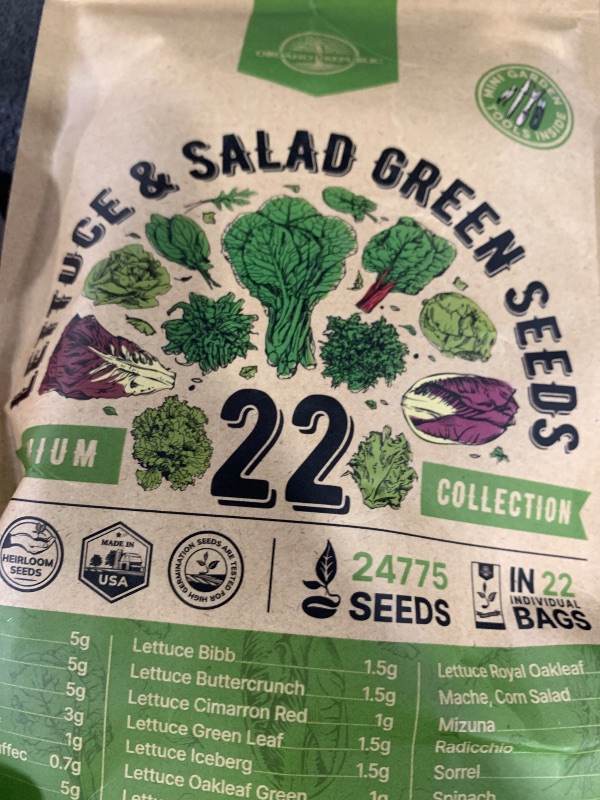 ORGANO REPUBLIC
MINI GARDEN
TOOLS INSIDE
LETTUCE & SALAD GREEN SEEDS
22
IUM
COLLECTION
HEIRLOOM
SEEDS
MADE IN
USA
SEEDS ARE TESTED FOR HIGH GERMINATION
24775
SEEDS
IN 22
INDIVIDUAL
BAGS
5g
5g
5g
3g
1g
0.7g
5g
Lettuce Bibb 1.5g
Lettuce Buttercrunch 1.5g
Lettuce Cimarron Red 1g
Lettuce Green Leaf 1.5g
Lettuce Iceberg 1.5g
Lettuce Oakleaf Green 1g
Lettuce Royal Oakleaf
Mache, Corn Salad
Mizuna
Radicchio
Sorrel
Spinach